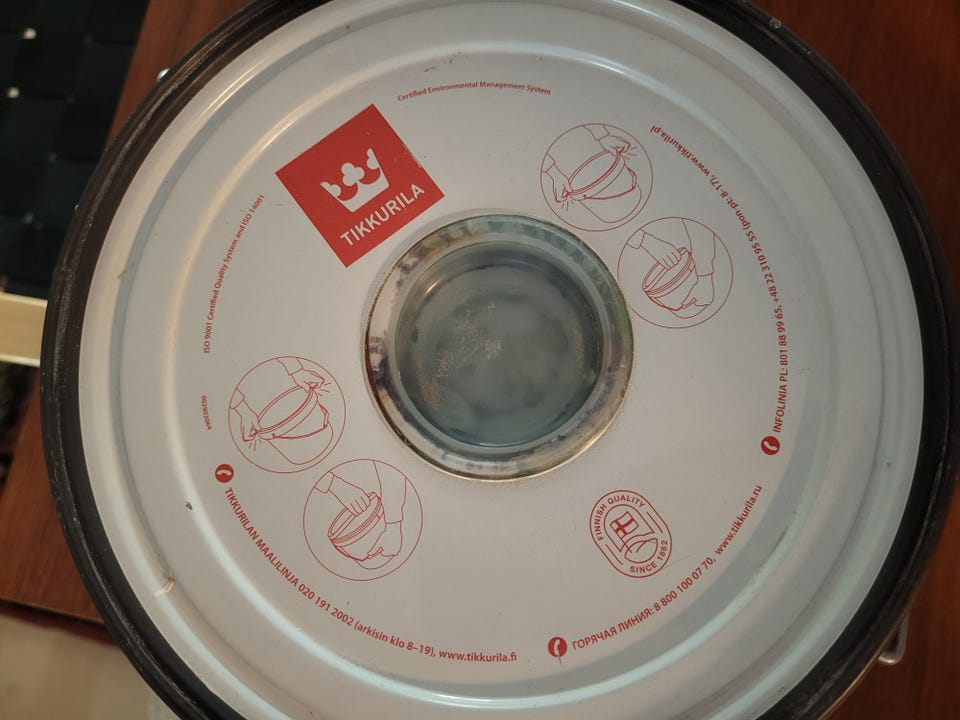 Certified Environmental Management System
TIKKURILA
ISO 9001 Certified Quality System and ISO 14001
INFOLINIA PL: 801 88 99 65, +48 22 310 95 55 (pon-pt: 8-17), www.tikkurila.pl
FINNISH QUALITY
SINCE 1862
TIKKURILAN MAALILINJA 020 191 2002 (arkisin klo 8–19), www.tikkurila.fi
ГОРЯЧАЯ ЛИНИЯ: 8 800 100 07 70, www.tikkurila.ru